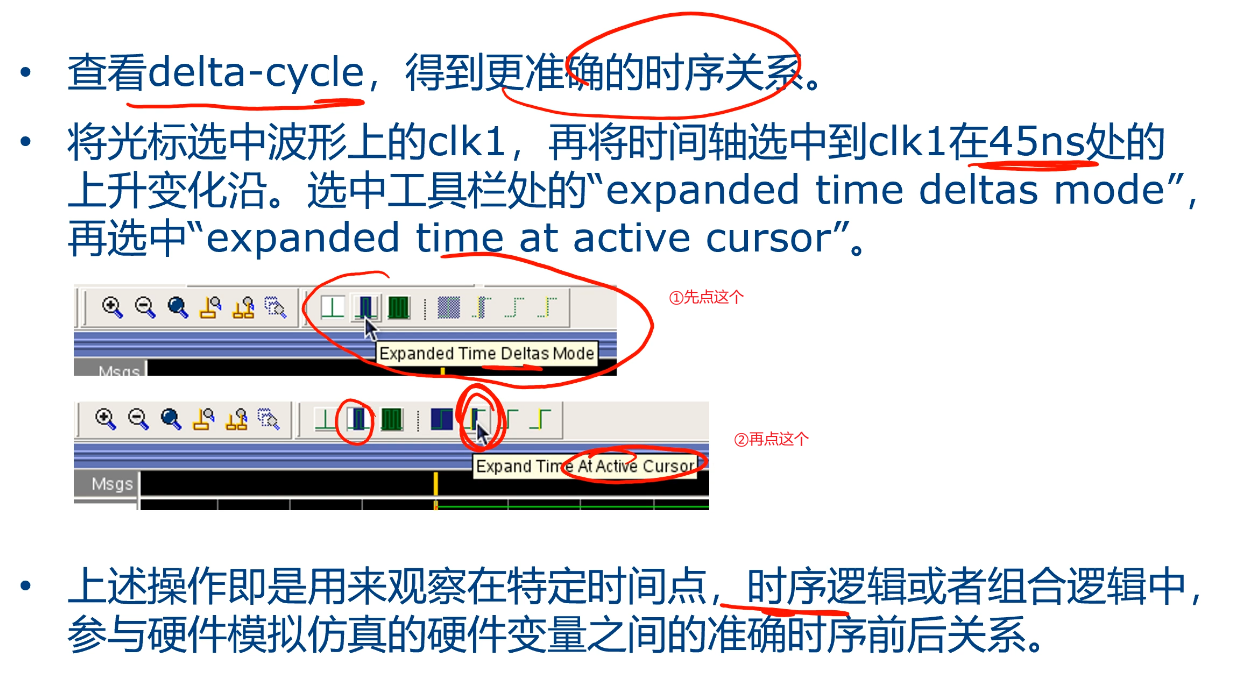 • 查看delta-cycle，得到更准确的时序关系。
• 将光标选中波形上的clk1，再将时间轴选中到clk1在45ns处的
上升变化沿。选中工具栏处的“expanded time deltas mode”，
再选中“expanded time at active cursor”。
①先点这个
Expanded Time Deltas Mode
Msgs
②再点这个
Expand Time At Active Cursor
Msgs
• 上述操作即是用来观察在特定时间点，时序逻辑或者组合逻辑中，
参与硬件模拟仿真的硬件变量之间的准确时序前后关系。